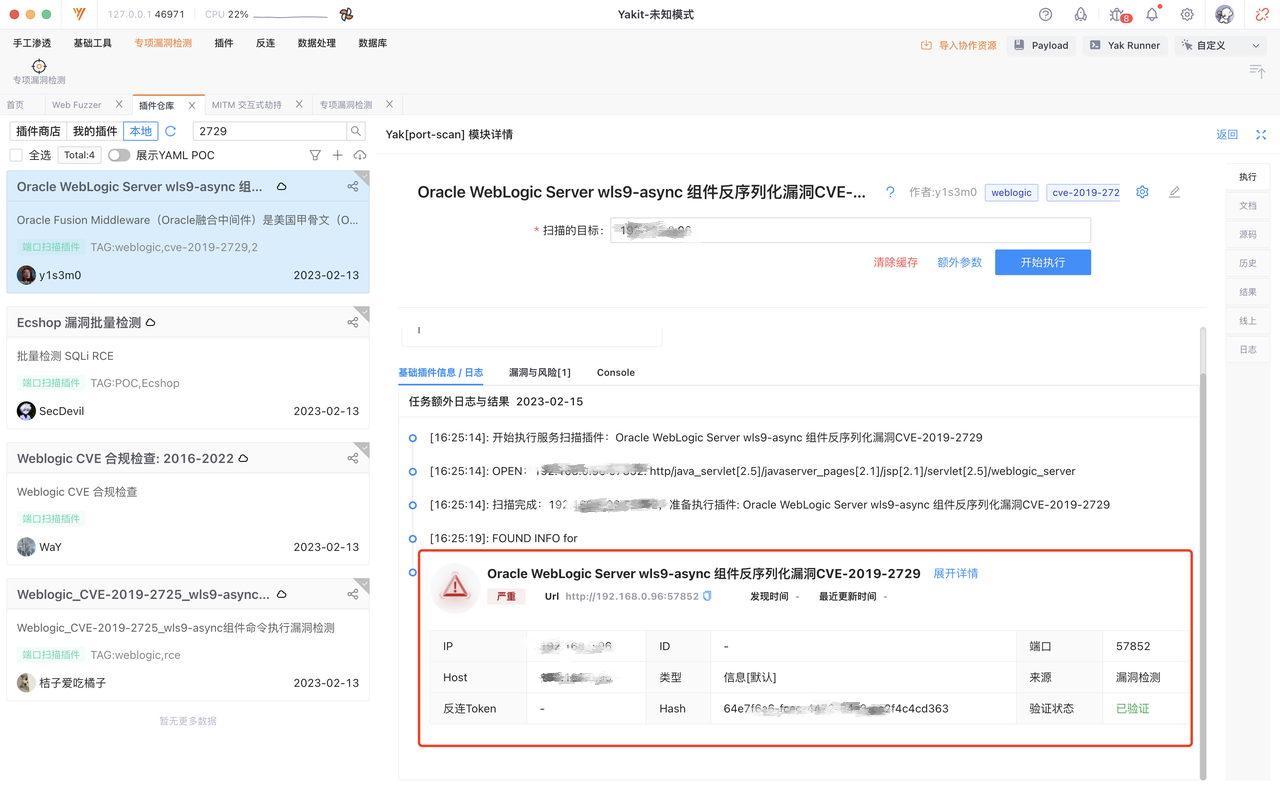 127.0.0.1 46971 CPU 22% Yakit-未知模式 8
手工渗透 基础工具 专项漏洞检测 插件 反连 数据处理 数据库 导入协作资源 Payload Yak Runner 自定义
专项漏洞检测
首页 Web Fuzzer 插件仓库 MITM 交互式劫持 专项漏洞检测
插件商店 我的插件 本地 2729
全选 Total:4 展示YAML POC
Oracle WebLogic Server wls9-async 组...
Oracle Fusion Middleware（Oracle融合中间件）是美国甲骨文（O...
端口扫描插件 TAG:weblogic,cve-2019-2729,2
y1s3m0 2023-02-13
Ecshop 漏洞批量检测
批量检测 SQLi RCE
端口扫描插件 TAG:POC,Ecshop
SecDevil 2023-02-13
Weblogic CVE 合规检查: 2016-2022
Weblogic CVE 合规检查
端口扫描插件
WaY 2023-02-13
Weblogic_CVE-2019-2725_wls9-async...
Weblogic_CVE-2019-2725_wls9-async组件命令执行漏洞检测
端口扫描插件 TAG:weblogic,rce
桔子爱吃橘子 2023-02-13
暂无更多数据
Yak[port-scan] 模块详情 返回
Oracle WebLogic Server wls9-async 组件反序列化漏洞CVE-... ? 作者:y1s3m0 weblogic cve-2019-272
* 扫描的目标:
清除缓存 额外参数 开始执行
基础插件信息 / 日志 漏洞与风险[1] Console
任务额外日志与结果 2023-02-15
[16:25:14]: 开始执行服务扫描插件：Oracle WebLogic Server wls9-async 组件反序列化漏洞CVE-2019-2729
[16:25:14]: OPEN: http/java_servlet[2.5]/javaserver_pages[2.1]/jsp[2.1]/servlet[2.5]/weblogic_server
[16:25:14]: 扫描完成：192. ，准备执行插件: Oracle WebLogic Server wls9-async 组件反序列化漏洞CVE-2019-2729
[16:25:19]: FOUND INFO for
Oracle WebLogic Server wls9-async 组件反序列化漏洞CVE-2019-2729 展开详情
严重 Url http://192.168.0.96:57852 发现时间 - 最近更新时间 -
IP ID - 端口 57852
Host 类型 信息[默认] 来源 漏洞检测
反连Token - Hash 验证状态 已验证
执行
文档
源码
历史
结果
线上
日志